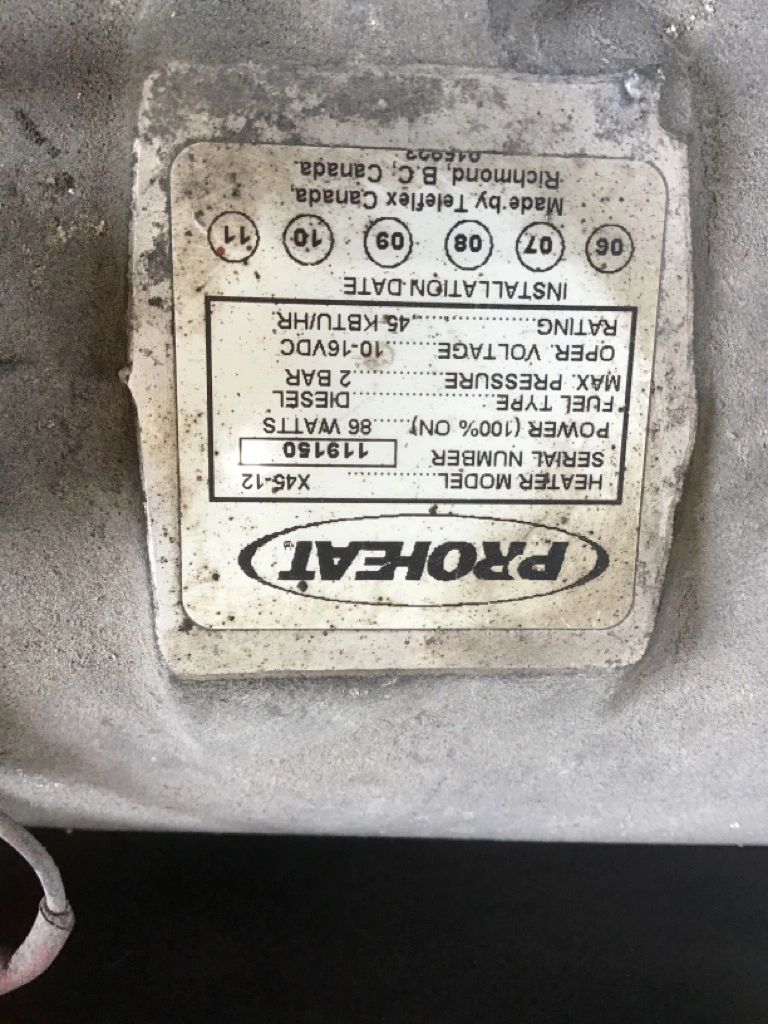 PROHEAT™
HEATER MODEL..............X45-12
SERIAL NUMBER 119150
POWER (100% ON)......86 WATTS
FUEL TYPE....................DIESEL
MAX. PRESSURE..............2 BAR
OPER. VOLTAGE.......10-16VDC
RATING.................45 KBTU/HR
INSTALLATION DATE
06 07 08 09 10 11
Made by Teleflex Canada,
Richmond, B.C, Canada.